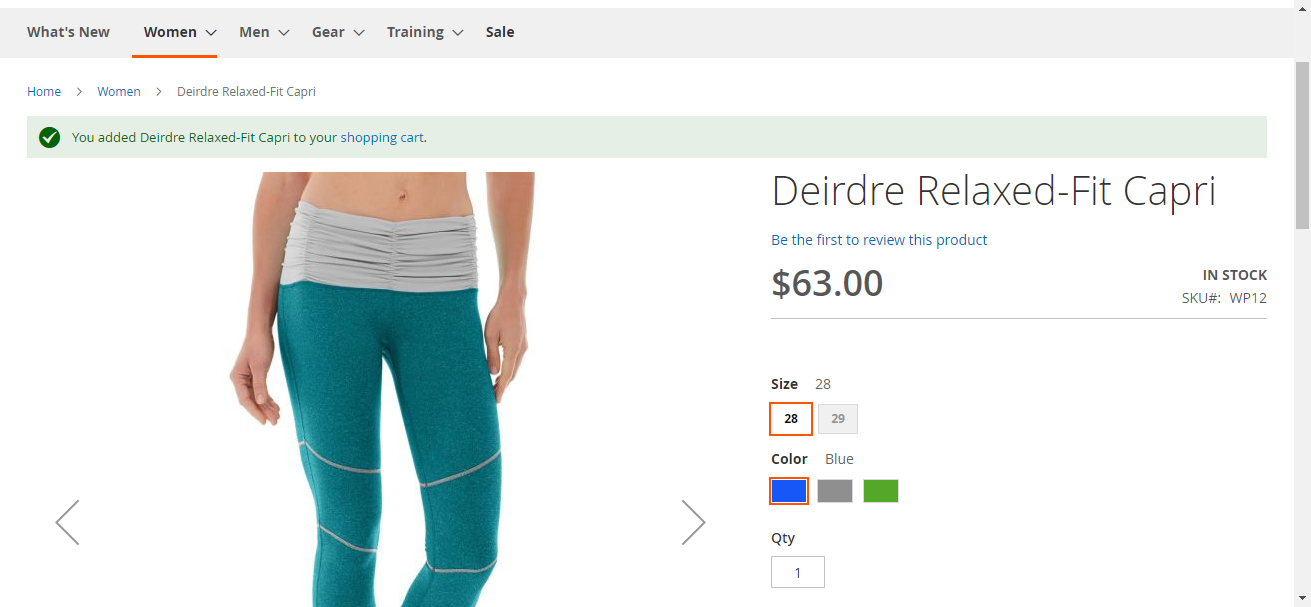 What's New Women Men Gear Training Sale
Home Women Deirdre Relaxed-Fit Capri
You added Deirdre Relaxed-Fit Capri to your shopping cart.
Deirdre Relaxed-Fit Capri
Be the first to review this product
$63.00
IN STOCK
SKU#: WP12
Size 28
28 29
Color Blue
Qty
1